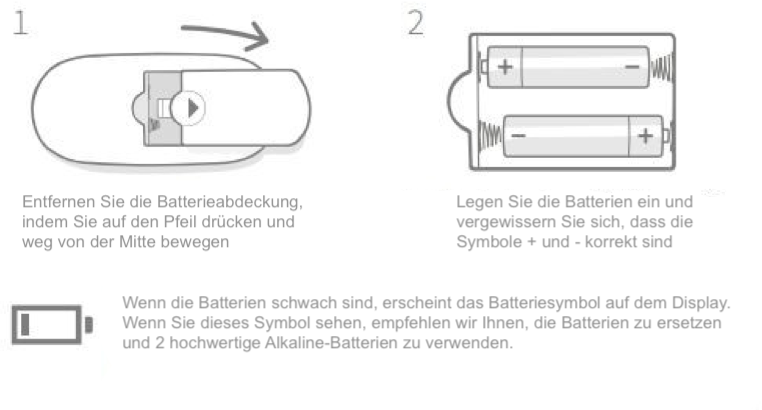 1
Entfernen Sie die Batterieabdeckung,
indem Sie auf den Pfeil drücken und
weg von der Mitte bewegen
2
+ -
- +
Legen Sie die Batterien ein und
vergewissern Sie sich, dass die
Symbole + und - korrekt sind
Wenn die Batterien schwach sind, erscheint das Batteriesymbol auf dem Display.
Wenn Sie dieses Symbol sehen, empfehlen wir Ihnen, die Batterien zu ersetzen
und 2 hochwertige Alkaline-Batterien zu verwenden.